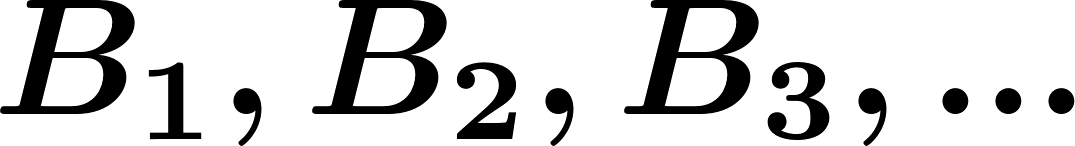 B₁, B₂, B₃, ...